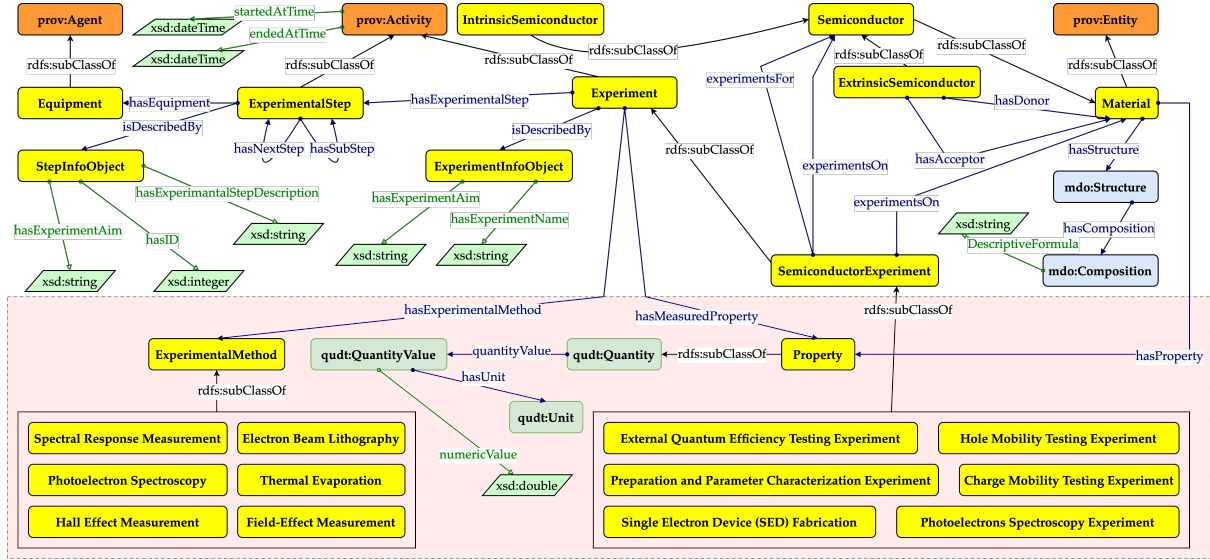 prov:Agent
xsd:dateTime
startedAtTime
prov:Activity
IntrinsicSemiconductor
Semiconductor
prov:Entity
endedAtTime
xsd:dateTime
rdfs:subClassOf
rdfs:subClassOf
rdfs:subClassOf
rdfs:subClassOf
rdfs:subClassOf
rdfs:subClassOf
rdfs:subClassOf
experimentsFor
ExtrinsicSemiconductor
Equipment
hasEquipment
ExperimentalStep
hasExperimentalStep
Experiment
hasDonor
Material
isDescribedBy
isDescribedBy
hasNextStep
hasSubStep
rdfs:subClassOf
hasStructure
StepInfoObject
ExperimentInfoObject
experimentsOn
hasAcceptor
hasExperimantalStepDescription
hasExperimentAim
mdo:Structure
experimentsOn
hasExperimentName
xsd:string
hasExperimentAim
hasID
xsd:string
hasComposition
DescriptiveFormula
xsd:string
xsd:string
SemiconductorExperiment
mdo:Composition
xsd:string
xsd:integer
hasExperimentalMethod
hasMeasuredProperty
rdfs:subClassOf
ExperimentalMethod
qudt:QuantityValue
quantityValue
qudt:Quantity
rdfs:subClassOf
Property
hasProperty
hasUnit
rdfs:subClassOf
qudt:Unit
Spectral Response Measurement
Electron Beam Lithography
External Quantum Efficiency Testing Experiment
Hole Mobility Testing Experiment
numericValue
Photoelectron Spectroscopy
Thermal Evaporation
xsd:double
Preparation and Parameter Characterization Experiment
Charge Mobility Testing Experiment
Hall Effect Measurement
Field-Effect Measurement
Single Electron Device (SED) Fabrication
Photoelectrons Spectroscopy Experiment